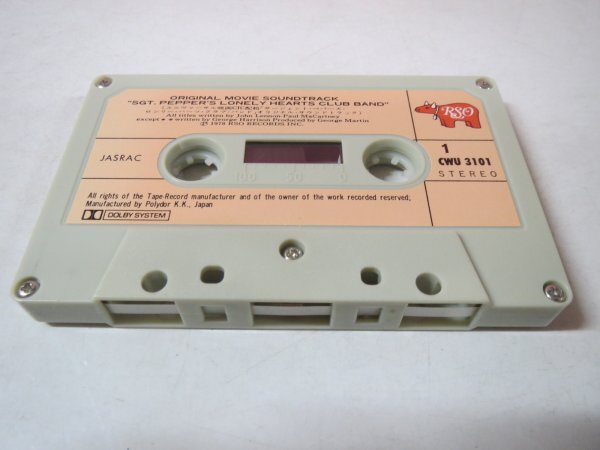 ORIGINAL MOVIE SOUNDTRACK
"SGT. PEPPER'S LONELY HEARTS CLUB BAND"
All titles written by John Lennon-Paul McCartney
except ★★written by George Harrison Produced by George Martin
℗ 1978 RSO RECORDS INC.
RSO
JASRAC
1
CWU 3101
STEREO
100 50 0
All rights of the Tape-Record manufacturer and of the owner of the work recorded reserved,
Manufactured by Polydor K.K., Japan
DOLBY SYSTEM